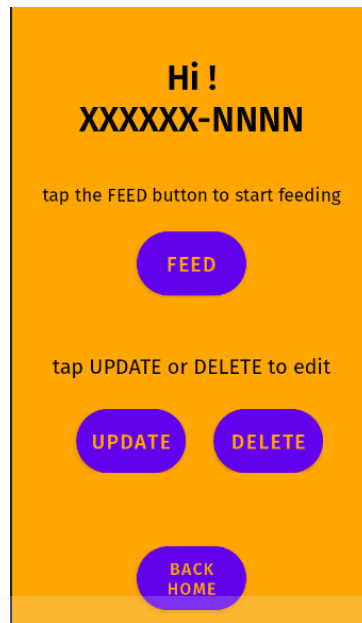 Hi !
XXXXXX-NNNN
tap the FEED button to start feeding
FEED
tap UPDATE or DELETE to edit
UPDATE DELETE
BACK
HOME